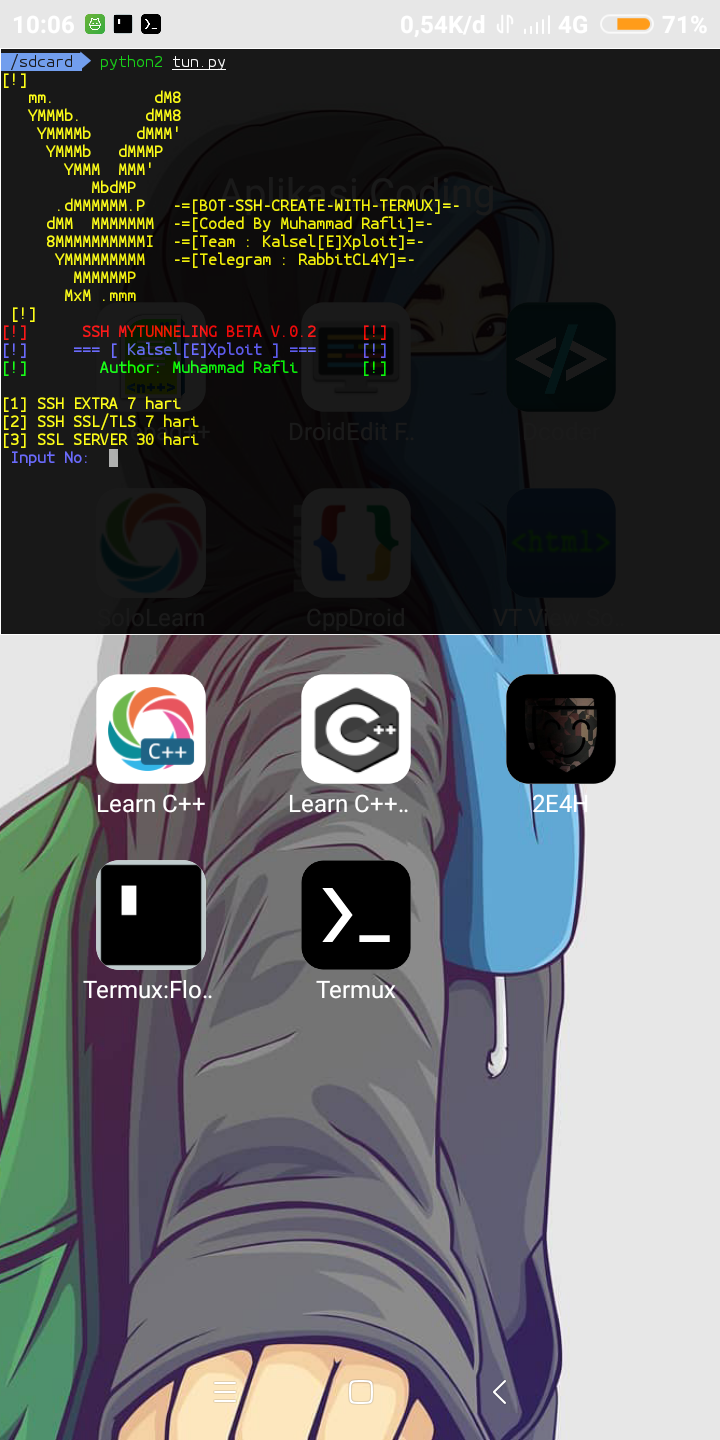 10:06 0,54K/d 4G 71%
/sdcard python2 tun.py
[!]
mm. dM8
YMMMb. dMM8
YMMMMb dMMM'
YMMMb dMMMP
YMMM MMM'
MbdMP
.dMMMMMM.P -=[BOT-SSH-CREATE-WITH-TERMUX]=-
dMM MMMMMMM -=[Coded By Muhammad Rafli]=-
8MMMMMMMMMMI -=[Team : Kalsel[E]Xploit]=-
YMMMMMMMMM -=[Telegram : RabbitCL4Y]=-
MMMMMMP
MxM .mmm
[!]
[!] SSH MYTUNNELING BETA V.0.2 [!]
[!] === [ Kalsel[E]Xploit ] === [!]
[!] Author: Muhammad Rafli [!]
[1] SSH EXTRA 7 hari
[2] SSH SSL/TLS 7 hari
[3] SSL SERVER 30 hari
Input No:
Aplikasi Coding
<n++>
DroidEdit F..
<html>
SoloLearn CppDroid
C++
C++
Learn C++ Learn C++.. 2E4H
Termux:Flo.. Termux